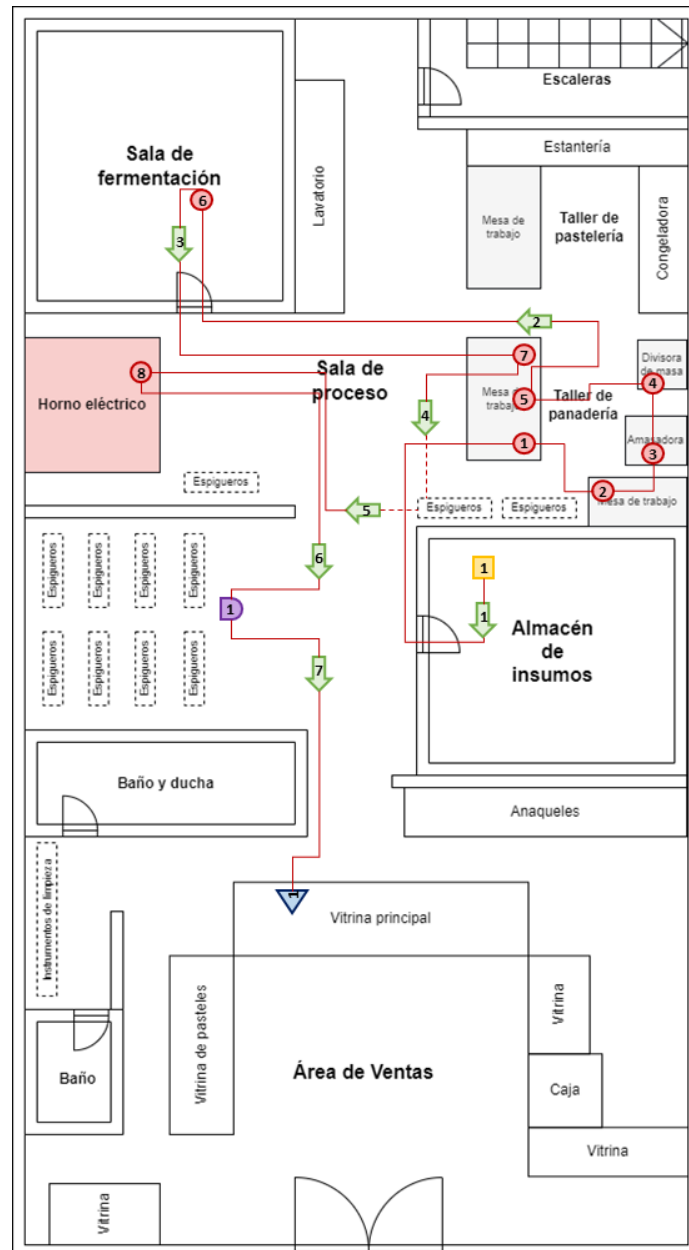 Escaleras
Estantería
Sala de
fermentación
Lavatorio
Mesa de
trabajo
Taller de
pastelería
Congeladora
6
3
2
Horno eléctrico
8
Sala de
proceso
7
Mesa de
trabajo
5
1
Taller de
panadería
Divisora
de masa
4
Amasadora
3
4
2
Mesa de trabajo
Espigueros
5
Espigueros
Espigueros
Espigueros
Espigueros
Espigueros
Espigueros
6
1
1
1
Almacén
de
insumos
Espigueros
Espigueros
Espigueros
Espigueros
7
Baño y ducha
Anaqueles
Instrumentos de limpieza
1
Vitrina principal
Vitrina de pasteles
Vitrina
Baño
Área de Ventas
Caja
Vitrina
Vitrina